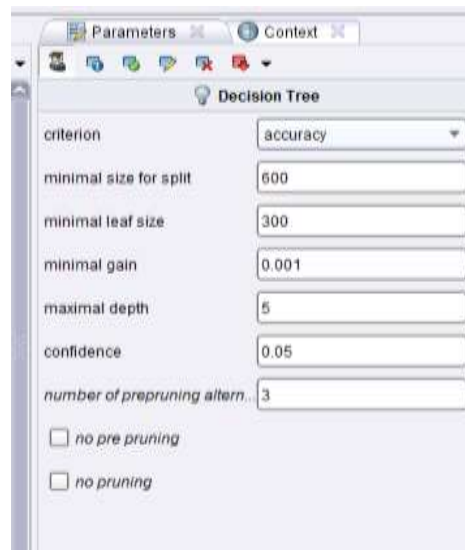 Parameters Context
Decision Tree
criterion accuracy
minimal size for split 600
minimal leaf size 300
minimal gain 0.001
maximal depth 5
confidence 0.05
number of prepruning altern... 3
no pre pruning
no pruning